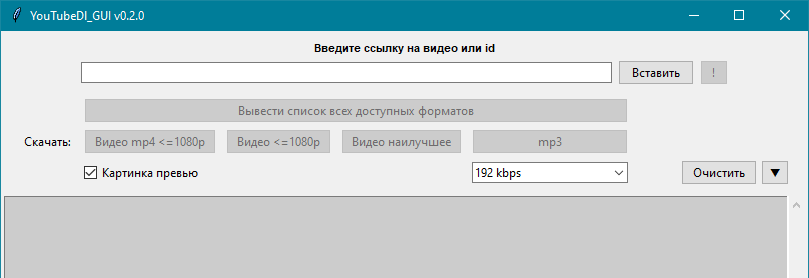 YouTubeDl_GUI v0.2.0
Введите ссылку на видео или id
Вставить !
Вывести список всех доступных форматов
Скачать: Видео mp4 <=1080p Видео <=1080p Видео наилучшее mp3
Картинка превью 192 kbps Очистить ▼